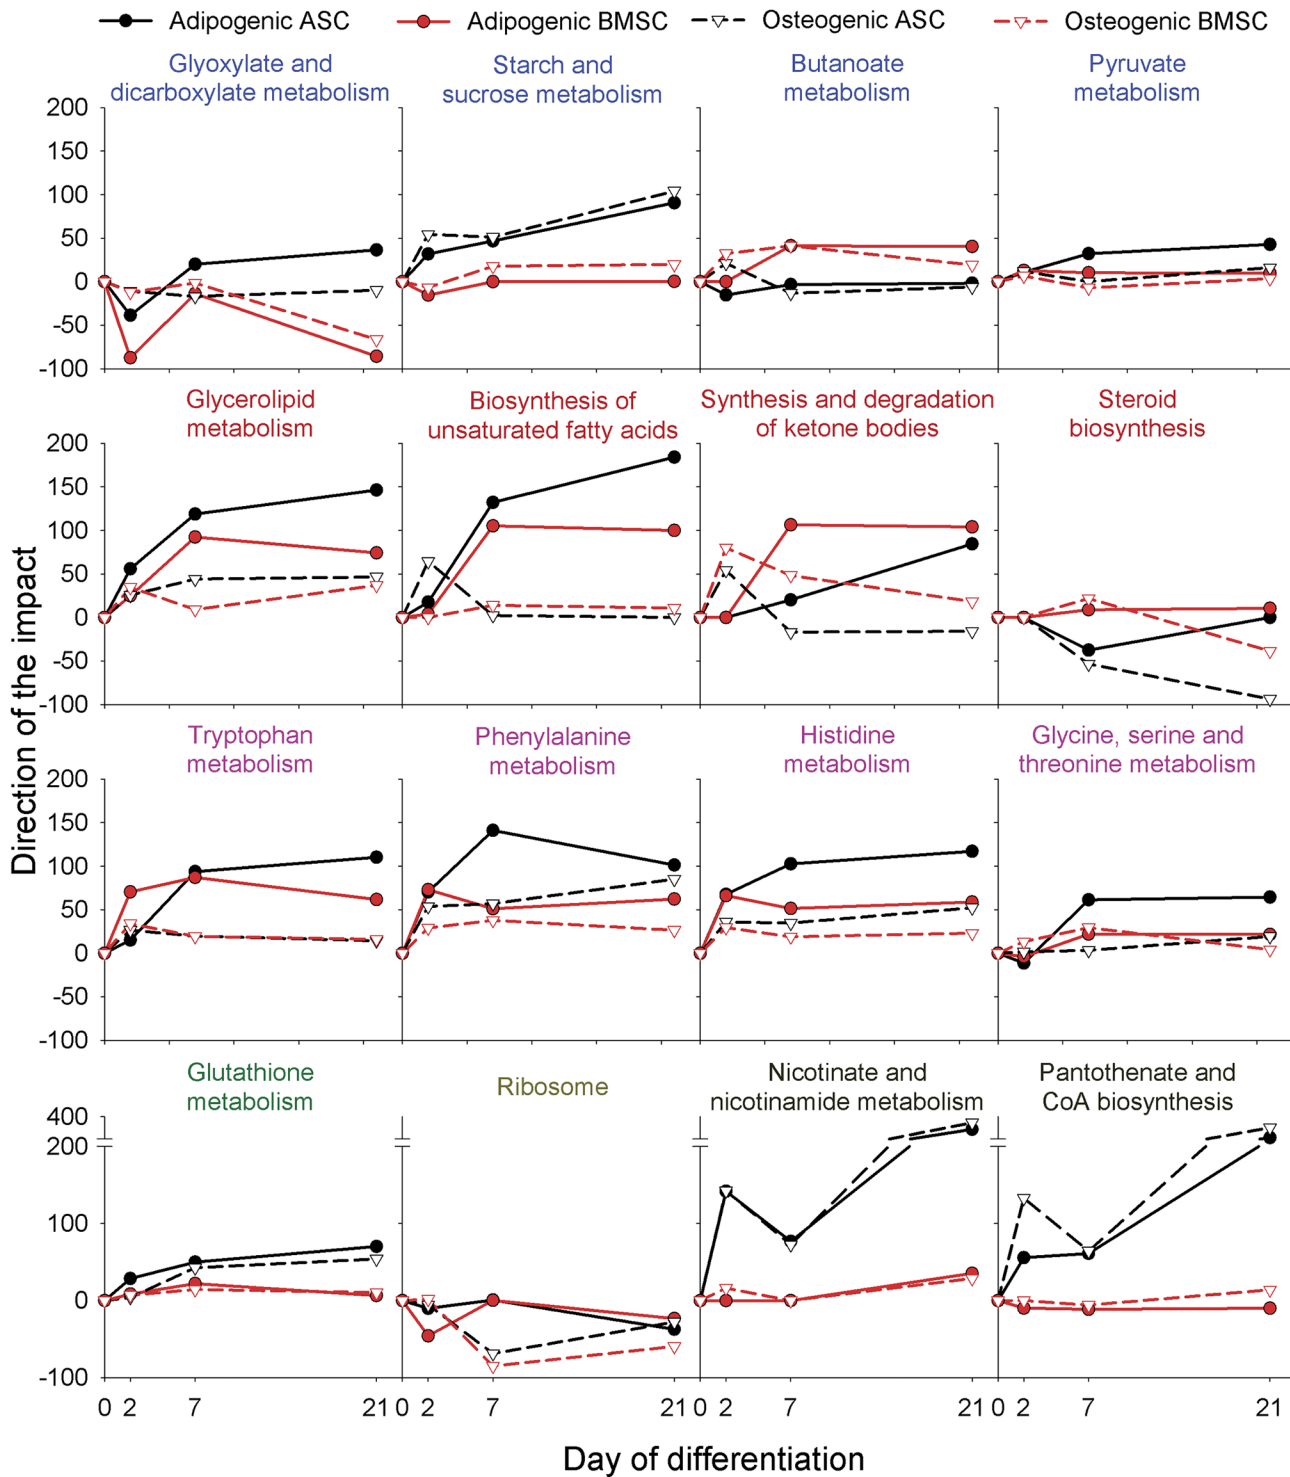 Adipogenic ASC Adipogenic BMSC Osteogenic ASC Osteogenic BMSC
Glyoxylate and
dicarboxylate metabolism
Starch and
sucrose metabolism
Butanoate
metabolism
Pyruvate
metabolism
200
150
100
50
0
-50
-100
Glycerolipid
metabolism
Biosynthesis of
unsaturated fatty acids
Synthesis and degradation
of ketone bodies
Steroid
biosynthesis
200
150
100
50
0
-50
-100
Direction of the impact
Tryptophan
metabolism
Phenylalanine
metabolism
Histidine
metabolism
Glycine, serine and
threonine metabolism
200
150
100
50
0
-50
-100
Glutathione
metabolism
Ribosome
Nicotinate and
nicotinamide metabolism
Pantothenate and
CoA biosynthesis
400
200
100
0
-100
0 2 7 21 0 2 7 21 0 2 7 21 0 2 7 21
Day of differentiation